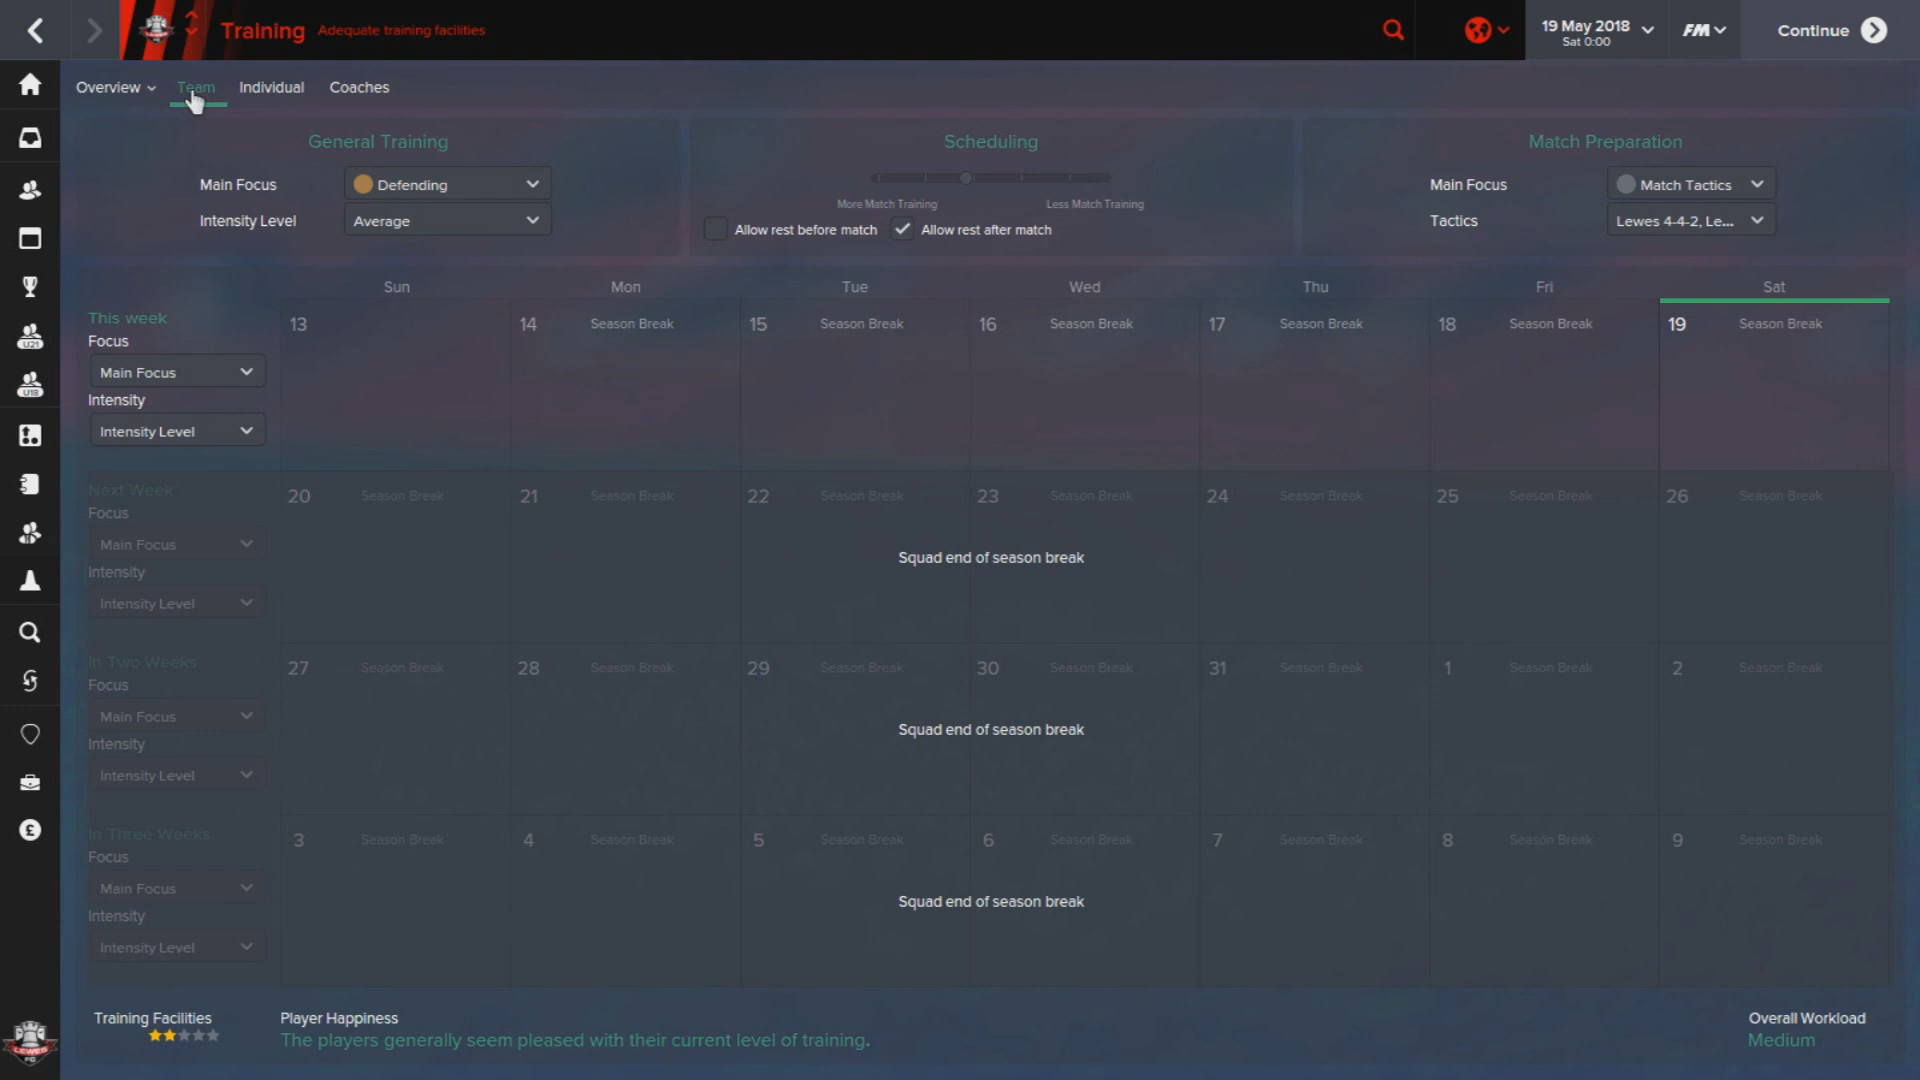 Training Adequate training facilities
19 May 2018
Sat 0:00
FM
Continue
Overview Team Individual Coaches
General Training
Main Focus Defending
Intensity Level Average
Scheduling
More Match Training Less Match Training
Allow rest before match Allow rest after match
Match Preparation
Main Focus Match Tactics
Tactics Lewes 4-4-2, Le...
Sun Mon Tue Wed Thu Fri Sat
This week
Focus
Main Focus
Intensity
Intensity Level
13
14 Season Break
15 Season Break
16 Season Break
17 Season Break
18 Season Break
19 Season Break
Next Week
Focus
Main Focus
Intensity
Intensity Level
20 Season Break
21 Season Break
22 Season Break
23 Season Break
24 Season Break
25 Season Break
26 Season Break
Squad end of season break
In Two Weeks
Focus
Main Focus
Intensity
Intensity Level
27 Season Break
28 Season Break
29 Season Break
30 Season Break
31 Season Break
1 Season Break
2 Season Break
Squad end of season break
In Three Weeks
Focus
Main Focus
Intensity
Intensity Level
3 Season Break
4 Season Break
5 Season Break
6 Season Break
7 Season Break
8 Season Break
9 Season Break
Squad end of season break
U21
U18
LEWES
FC
Training Facilities
Player Happiness
The players generally seem pleased with their current level of training.
Overall Workload
Medium